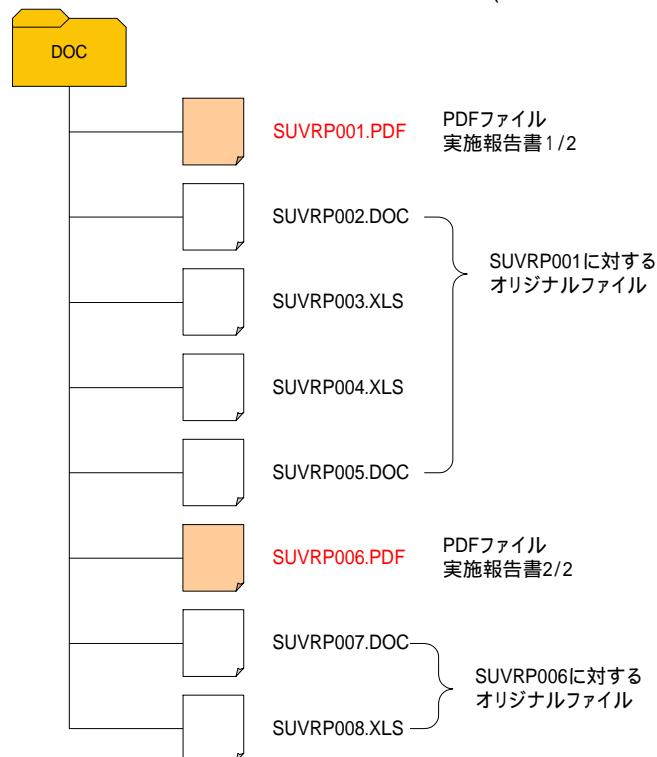 (
DOC
SUVRP001.PDF
PDFファイル
実施報告書1/2
SUVRP002.DOC
SUVRP001に対する
オリジナルファイル
SUVRP003.XLS
SUVRP004.XLS
SUVRP005.DOC
SUVRP006.PDF
PDFファイル
実施報告書2/2
SUVRP007.DOC
SUVRP006に対する
オリジナルファイル
SUVRP008.XLS